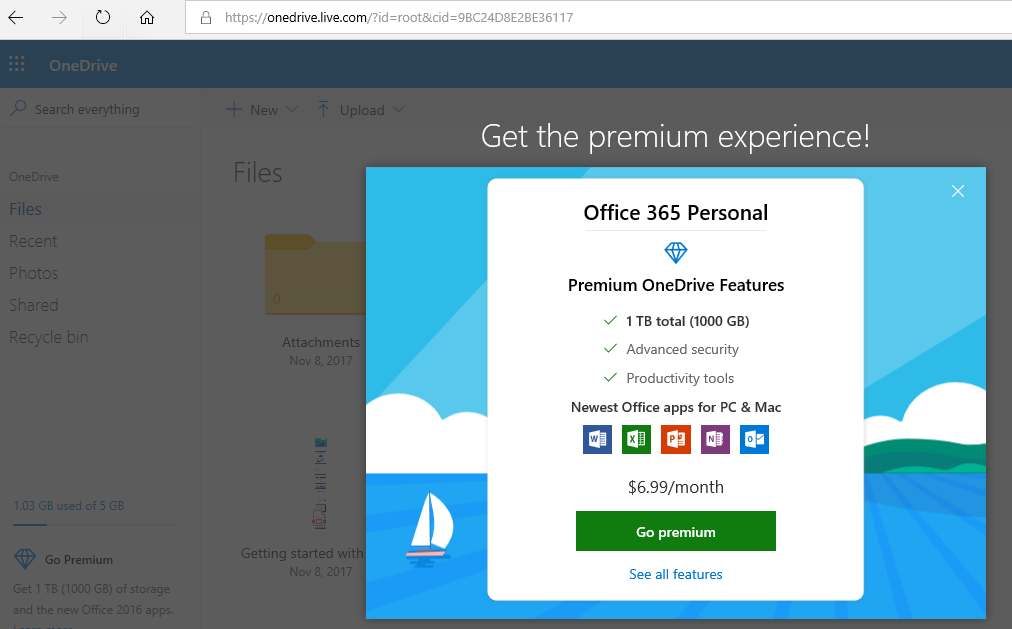 https://onedrive.live.com/?id=root&cid=9BC24D8E2BE36117
OneDrive
Search everything
New
Upload
Get the premium experience!
OneDrive
Files
Recent
Photos
Shared
Recycle bin
1.03 GB used of 5 GB
Go Premium
Get 1 TB (1000 GB) of storage
and the new Office 2016 apps.
Files
0
Attachments
Nov 8, 2017
Getting started with
Nov 8, 2017
Office 365 Personal
Premium OneDrive Features
1 TB total (1000 GB)
Advanced security
Productivity tools
Newest Office apps for PC & Mac
W X P N O
$6.99/month
Go premium
See all features